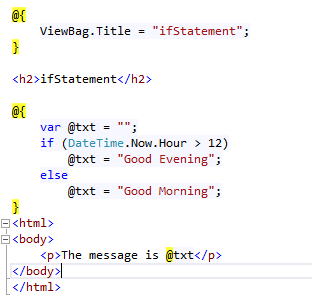 @{
    ViewBag.Title = "ifStatement";
}
<h2>ifStatement</h2>
@{
    var @txt = "";
    if (DateTime.Now.Hour > 12)
        @txt = "Good Evening";
    else
        @txt = "Good Morning";
}
<html>
<body>
    <p>The message is @txt</p>
</body>
</html>